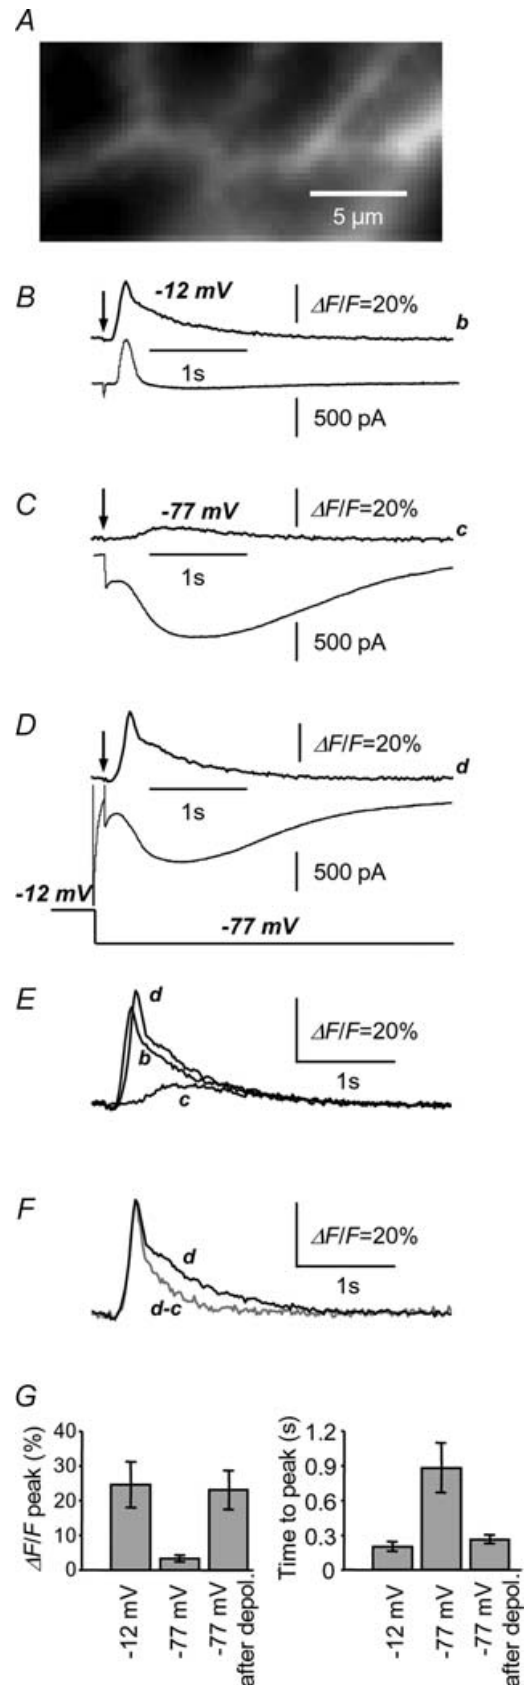 A
5 µm
B
-12 mV
ΔF/F=20%
b
1s
500 pA
C
-77 mV
ΔF/F=20%
c
1s
500 pA
D
ΔF/F=20%
d
1s
500 pA
-12 mV
-77 mV
E
d
b
c
ΔF/F=20%
1s
F
d
d-c
ΔF/F=20%
1s
G
ΔF/F peak (%)
40
30
20
10
0
-12 mV
-77 mV
-77 mV
after depol.
Time to peak (s)
1.2
0.9
0.6
0.3
0
-12 mV
-77 mV
-77 mV
after depol.